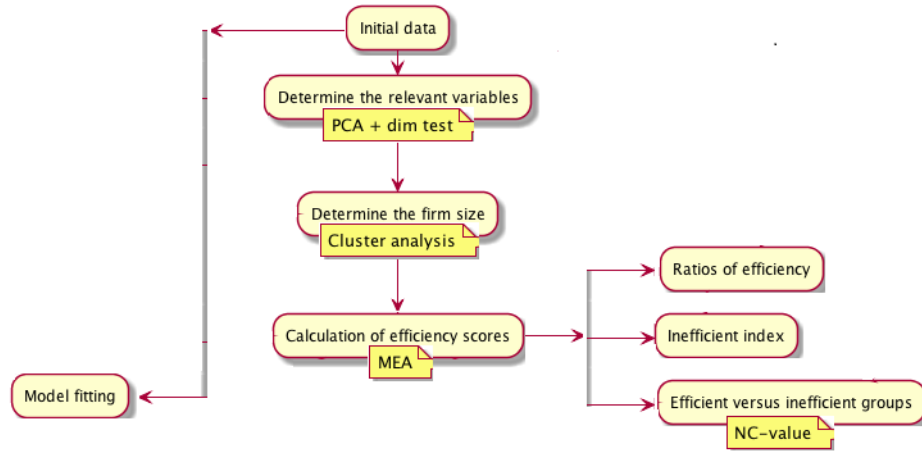 Initial data
Determine the relevant variables
PCA + dim test
Determine the firm size
Cluster analysis
Ratios of efficiency
Calculation of efficiency scores
Inefficient index
MEA
Model fitting
Efficient versus inefficient groups
NC-value